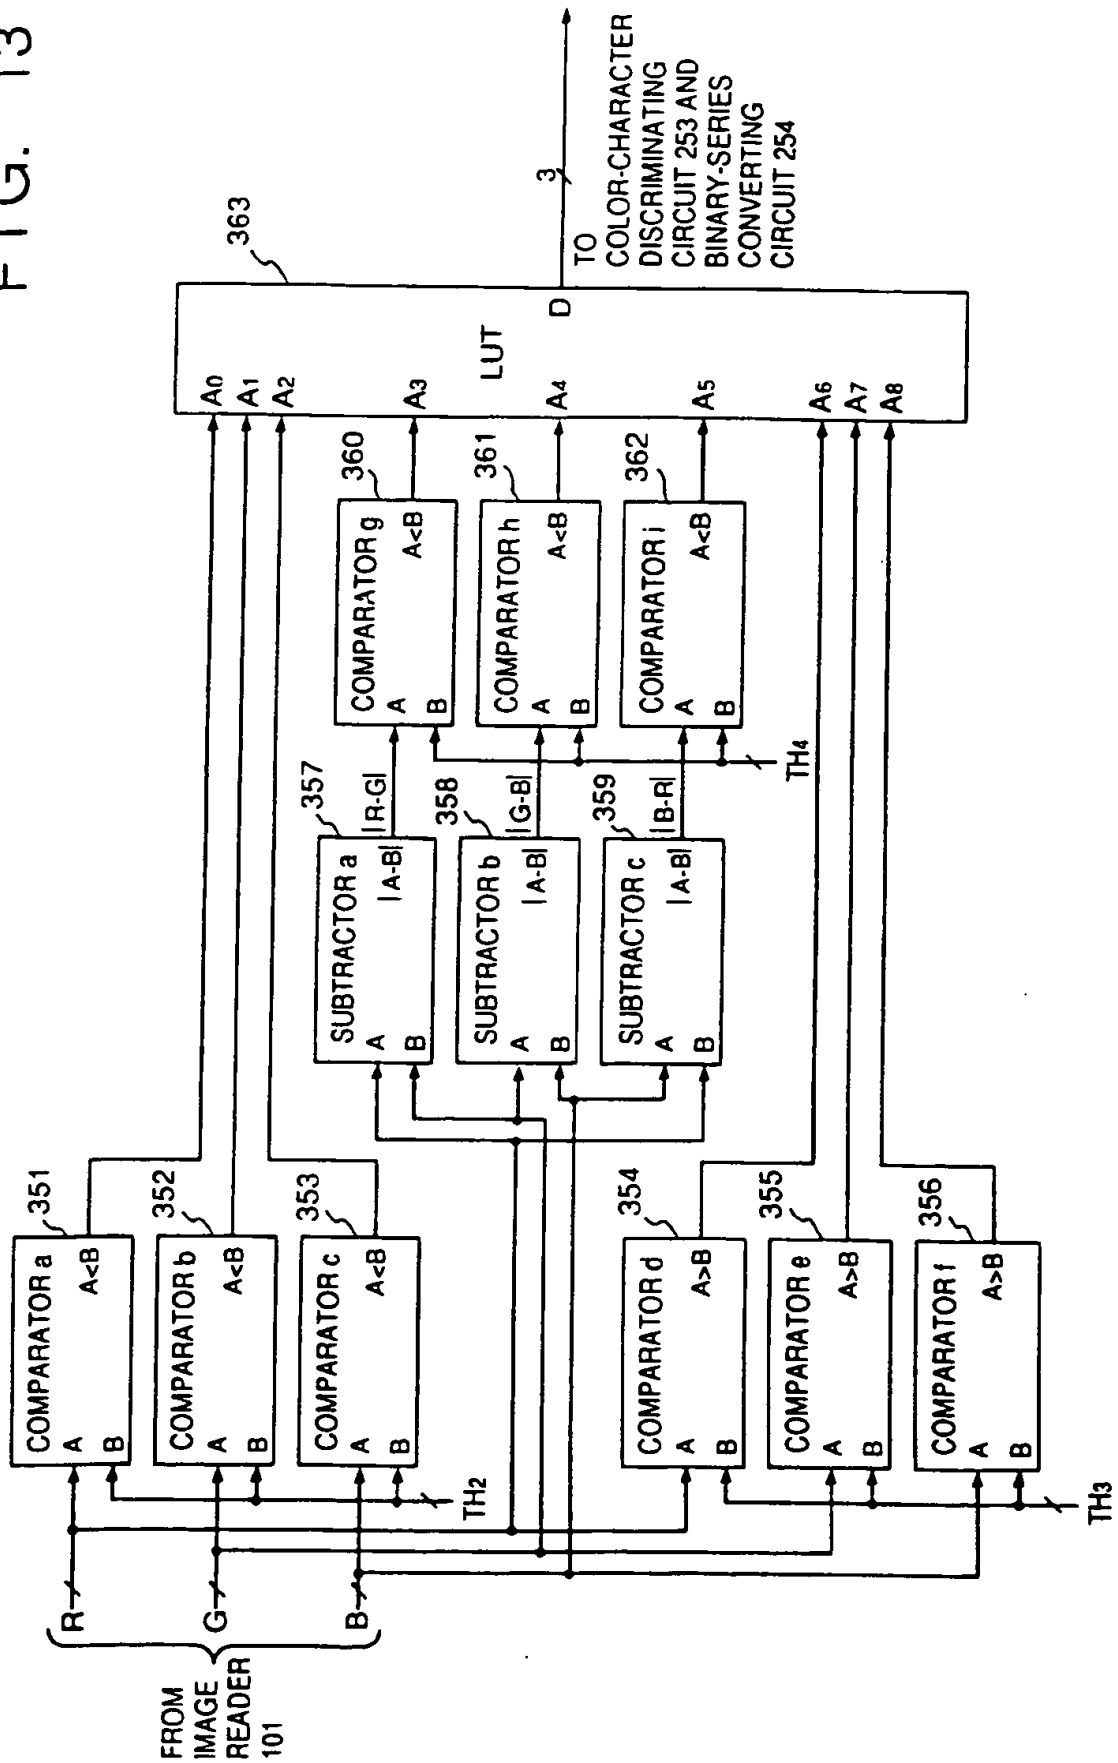 FIG. 13
FROM
IMAGE
READER
101
R
G
B
COMPARATOR a
A
B
A<B
351
COMPARATOR b
A
B
A<B
352
COMPARATOR c
A
B
A<B
353
TH2
COMPARATOR d
A
B
A>B
354
COMPARATOR e
A
B
A>B
355
COMPARATOR f
A
B
A>B
356
TH3
SUBTRACTOR a
A
B
|A-B|
357
|R-G|
SUBTRACTOR b
A
B
|A-B|
358
|G-B|
SUBTRACTOR c
A
B
|A-B|
359
|B-R|
COMPARATOR g
A
B
A<B
360
COMPARATOR h
A
B
A<B
361
COMPARATOR i
A
B
A<B
362
TH4
A0
A1
A2
A3
A4
A5
A6
A7
A8
LUT
D
363
3
TO
COLOR-CHARACTER
DISCRIMINATING
CIRCUIT 253 AND
BINARY-SERIES
CONVERTING
CIRCUIT 254